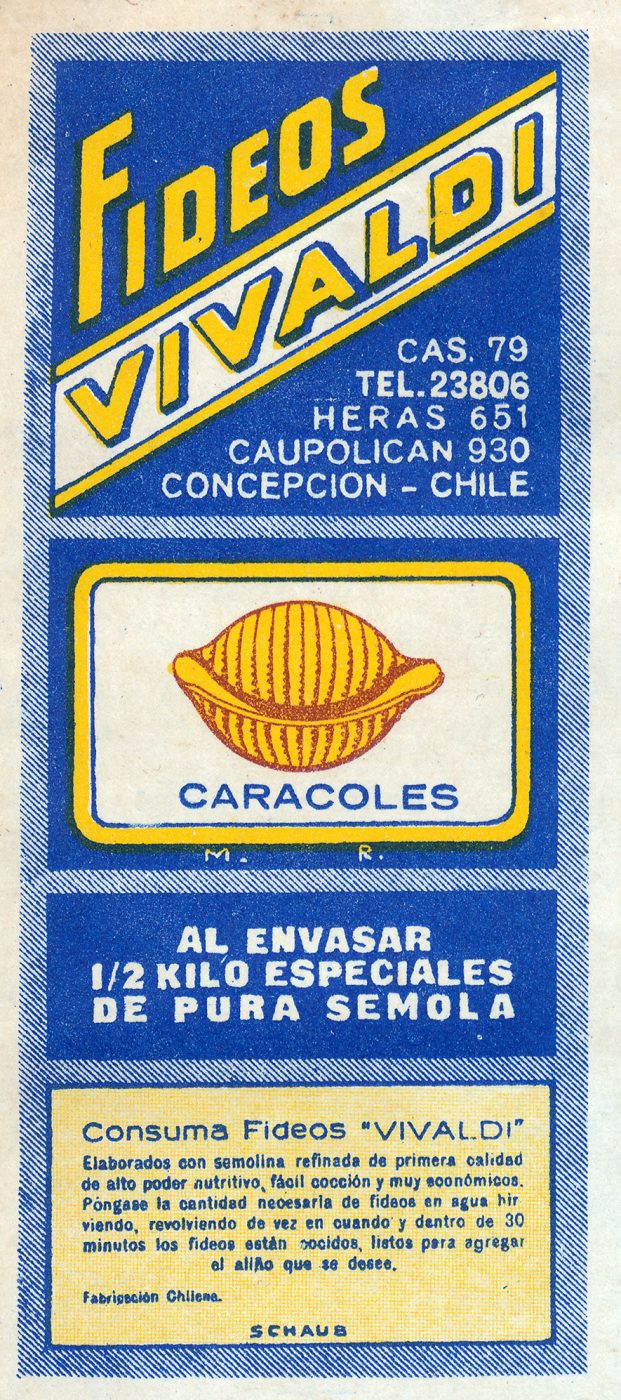 FIDEOS
VIVALDI
CAS. 79
TEL. 23806
HERAS 651
CAUPOLICAN 930
CONCEPCION - CHILE
CARACOLES
M. R.
AL ENVASAR
1/2 KILO ESPECIALES
DE PURA SEMOLA
Consuma Fideos "VIVALDI"
Elaborados con semolina refinada de primera calidad
de alto poder nutritivo, fácil cocción y muy económicos.
Póngase la cantidad necesaria de fideos en agua hir
viendo, revolviendo de vez en cuando y dentro de 30
minutos los fideos están cocidos, listos para agregar
el aliño que se desee.
Fabricación Chilena.
SCHAUB